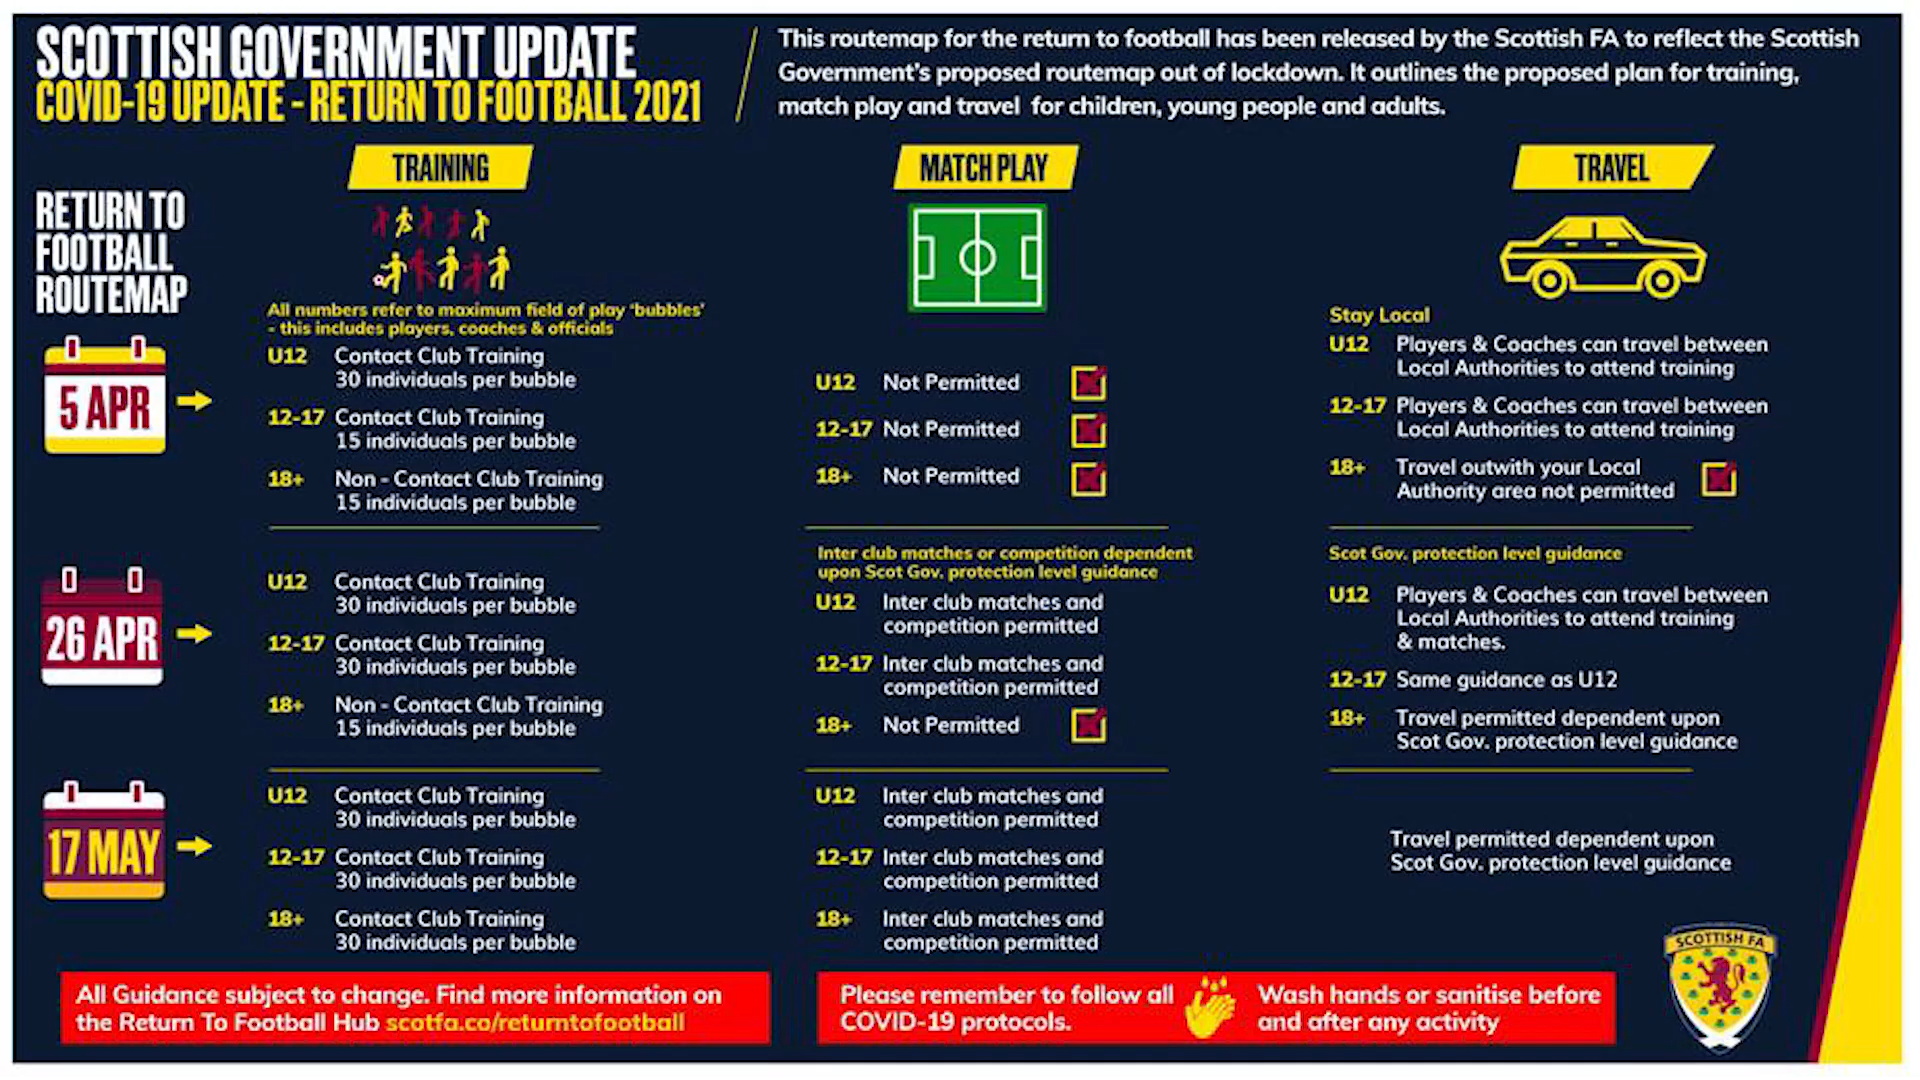 SCOTTISH GOVERNMENT UPDATE
COVID-19 UPDATE - RETURN TO FOOTBALL 2021
This routemap for the return to football has been released by the Scottish FA to reflect the Scottish
Government's proposed routemap out of lockdown. It outlines the proposed plan for training,
match play and travel for children, young people and adults.
RETURN TO
FOOTBALL
ROUTEMAP
TRAINING
MATCH PLAY
TRAVEL
All numbers refer to maximum field of play 'bubbles'
- this includes players, coaches & officials
5 APR
U12 Contact Club Training
30 individuals per bubble
12-17 Contact Club Training
15 individuals per bubble
18+ Non - Contact Club Training
15 individuals per bubble
U12 Not Permitted
12-17 Not Permitted
18+ Not Permitted
Stay Local
U12 Players & Coaches can travel between
Local Authorities to attend training
12-17 Players & Coaches can travel between
Local Authorities to attend training
18+ Travel outwith your Local
Authority area not permitted
26 APR
U12 Contact Club Training
30 individuals per bubble
12-17 Contact Club Training
30 individuals per bubble
18+ Non - Contact Club Training
15 individuals per bubble
Inter club matches or competition dependent
upon Scot Gov. protection level guidance
U12 Inter club matches and
competition permitted
12-17 Inter club matches and
competition permitted
18+ Not Permitted
Scot Gov. protection level guidance
U12 Players & Coaches can travel between
Local Authorities to attend training
& matches.
12-17 Same guidance as U12
18+ Travel permitted dependent upon
Scot Gov. protection level guidance
17 MAY
U12 Contact Club Training
30 individuals per bubble
12-17 Contact Club Training
30 individuals per bubble
18+ Contact Club Training
30 individuals per bubble
U12 Inter club matches and
competition permitted
12-17 Inter club matches and
competition permitted
18+ Inter club matches and
competition permitted
Travel permitted dependent upon
Scot Gov. protection level guidance
All Guidance subject to change. Find more information on
the Return To Football Hub scotfa.co/returntofootball
Please remember to follow all
COVID-19 protocols.
Wash hands or sanitise before
and after any activity
SCOTTISH FA